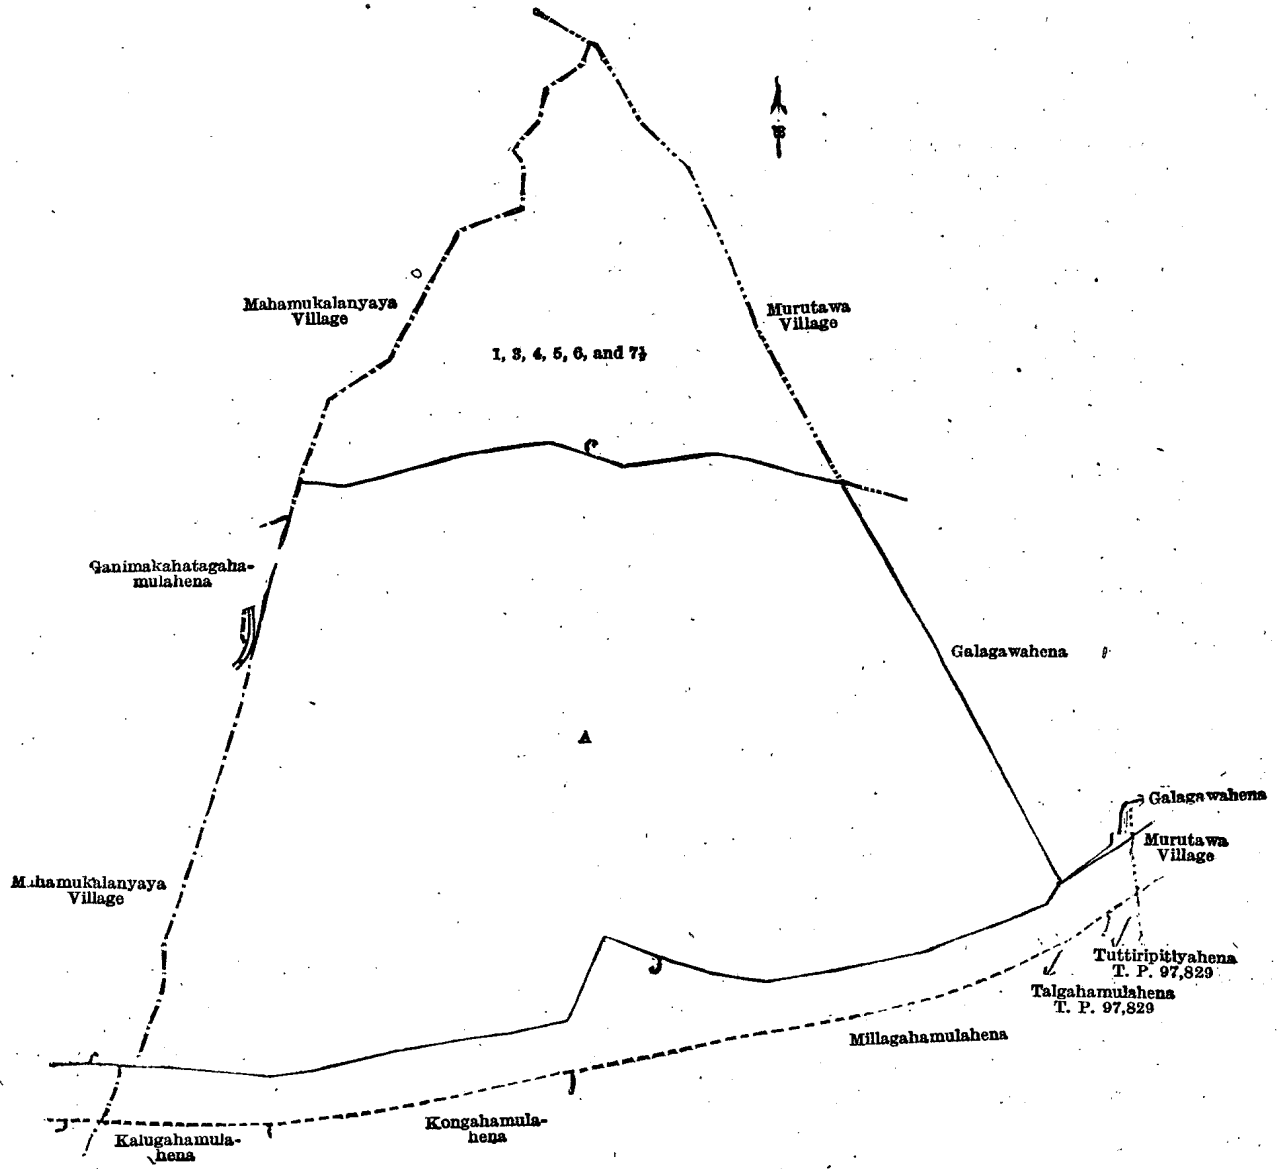 Mahamukalanyaya
Village
Murutawa
Village
1, 3, 4, 5, 6, and 7½
Ganimakahatagaha-
mulahena
Galagawahena
A
Galagawahena
Murutawa
Village
Mahamukalanyaya
Village
Tuttiripitiyahena
T. P. 97,829
Talgahamulahena
T. P. 97,829
Millagahamulahena
Kongahamula-
hena
Kalugahamula-
hena